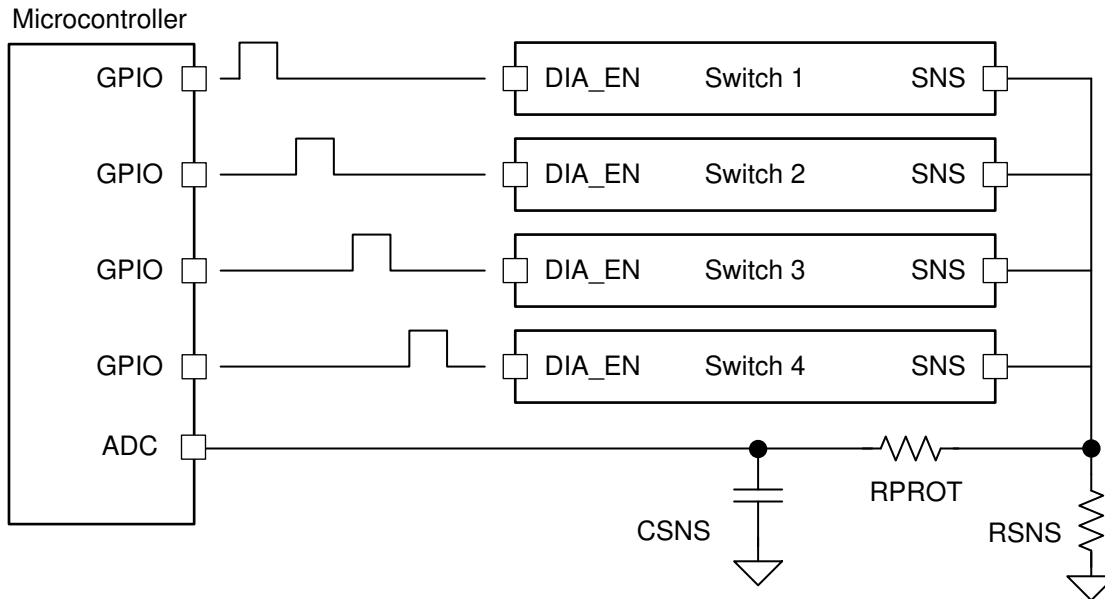 Microcontroller
GPIO DIA_EN Switch 1 SNS
GPIO DIA_EN Switch 2 SNS
GPIO DIA_EN Switch 3 SNS
GPIO DIA_EN Switch 4 SNS
ADC
RPROT
CSNS
RSNS